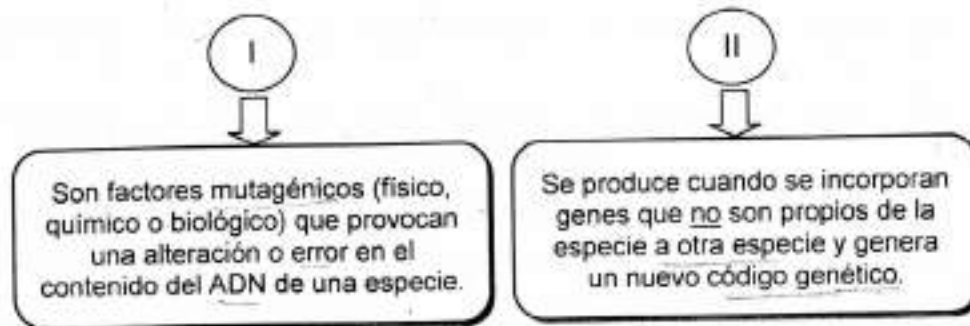 I
II
Son factores mutagénicos (físico,
químico o biológico) que provocan
una alteración o error en el
contenido del ADN de una especie.
Se produce cuando se incorporan
genes que no son propios de la
especie a otra especie y genera
un nuevo código genético.